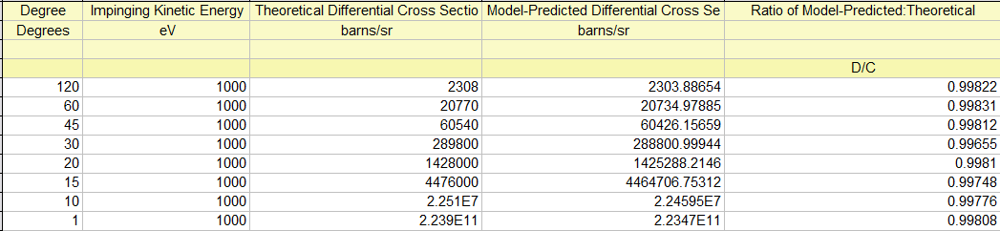 Degree Impinging Kinetic Energy Theoretical Differential Cross Sectio Model-Predicted Differential Cross Se Ratio of Model-Predicted:Theoretical
Degrees eV barns/sr barns/sr
D/C
120 1000 2308 2303.88654 0.99822
60 1000 20770 20734.97885 0.99831
45 1000 60540 60426.15659 0.99812
30 1000 289800 288800.99944 0.99655
20 1000 1428000 1425288.2146 0.9981
15 1000 4476000 4464706.75312 0.99748
10 1000 2.251E7 2.24595E7 0.99776
1 1000 2.239E11 2.2347E11 0.99808